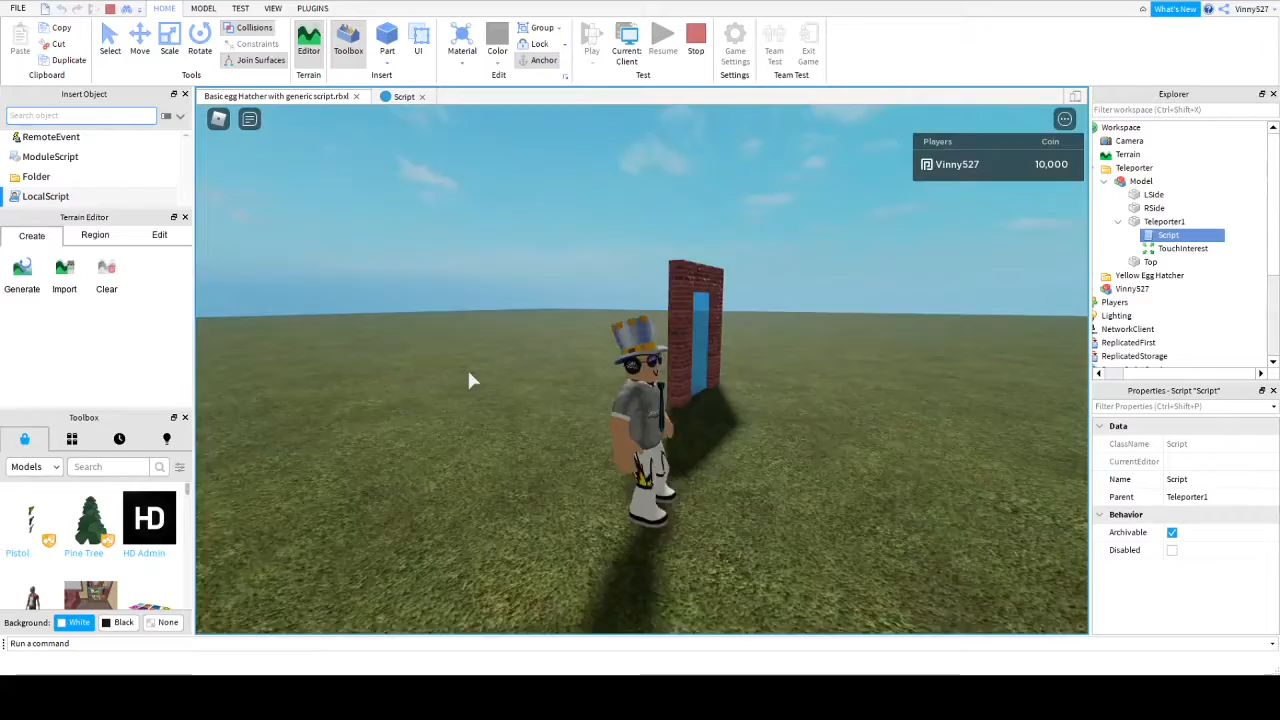 FILE HOME MODEL TEST VIEW PLUGINS What's New Vinny527
Paste Copy Cut Duplicate Select Move Scale Rotate Collisions Constraints Join Surfaces Editor Toolbox Part UI Material Color Group Lock Anchor Play Current: Client Resume Stop Game Settings Team Test Exit Game
Clipboard Tools Terrain Insert Edit Test Settings Team Test
Insert Object
Search object
RemoteEvent
ModuleScript
Folder
LocalScript
Terrain Editor
Create Region Edit
Generate Import Clear
Toolbox
Models Search
HD
Pistol Pine Tree HD Admin
Background: White Black None
Run a command
Basic egg Hatcher with generic script.rbxl Script
Players Coin
Vinny527 10,000
Explorer
Filter workspace (Ctrl+Shift+X)
Workspace
Camera
Terrain
Teleporter
Model
LSide
RSide
Teleporter1
Script
TouchInterest
Top
Yellow Egg Hatcher
Vinny527
Players
Lighting
NetworkClient
ReplicatedFirst
ReplicatedStorage
Properties - Script "Script"
Filter Properties (Ctrl+Shift+P)
Data
ClassName Script
CurrentEditor
Name Script
Parent Teleporter1
Behavior
Archivable
Disabled